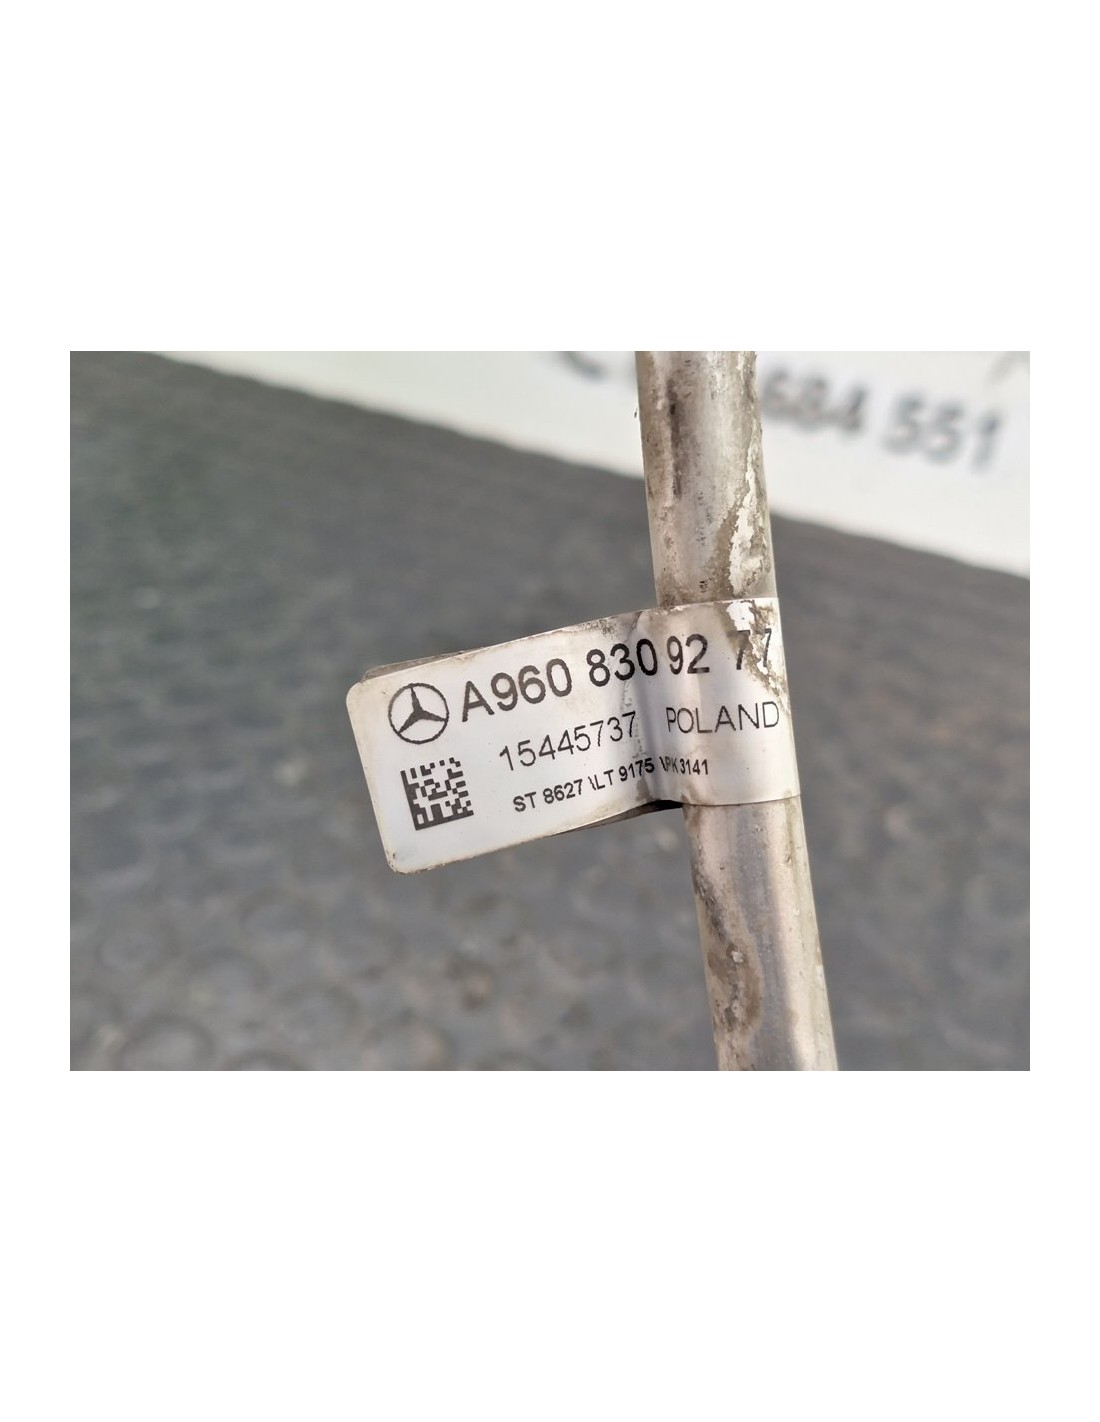 684 551
A960 830 92 77
15445737 POLAND
ST 8627 \LT 9175 \PK 3141